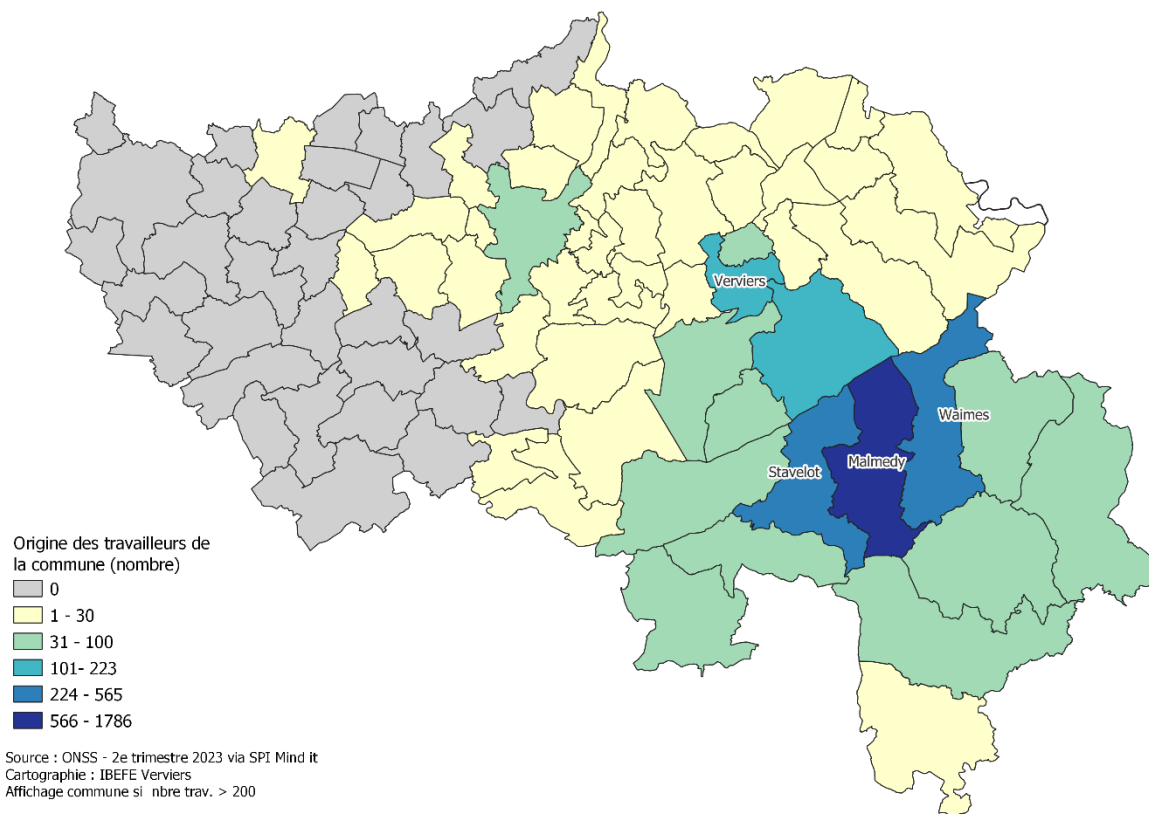 Verviers
Waimes
Stavelot
Malmedy
Origine des travailleurs de
la commune (nombre)
0
1 - 30
31 - 100
101- 223
224 - 565
566 - 1786
Source : ONSS - 2e trimestre 2023 via SPI Mind it
Cartographie : IBEFE Verviers
Affichage commune si nbre trav. > 200